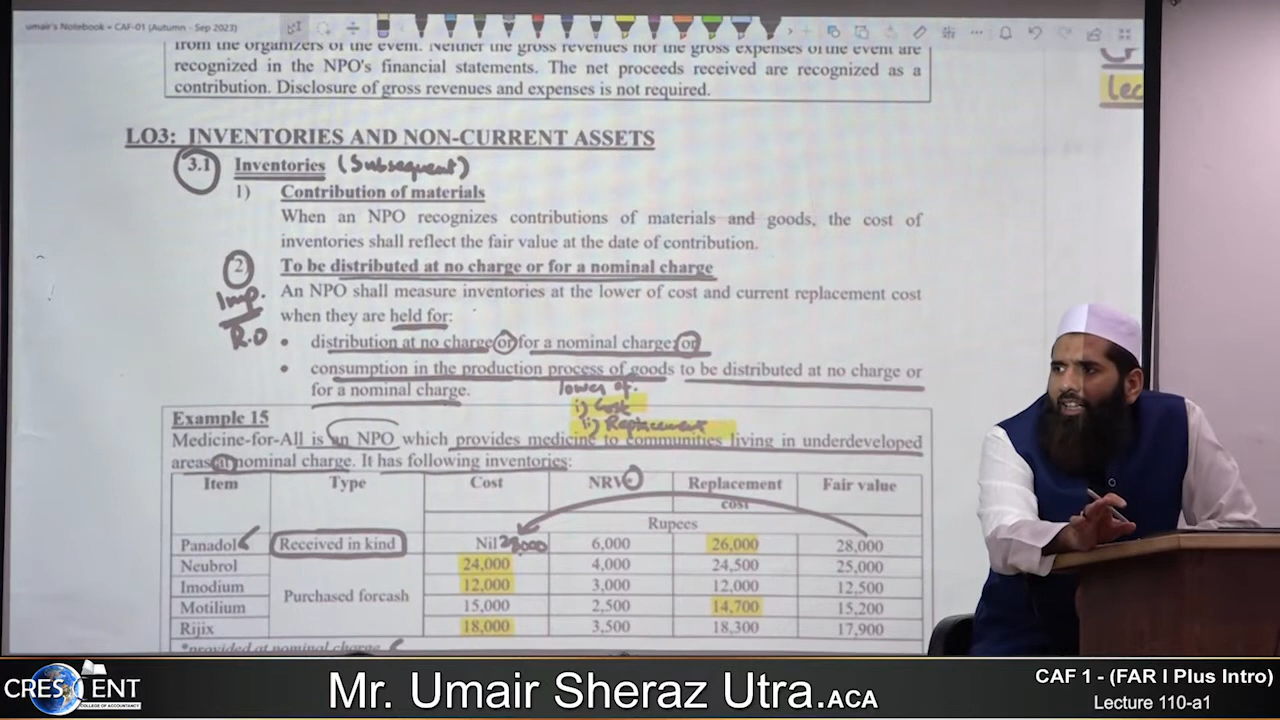 umair's Notebook » CAF-01 (Autumn - Sep 2023)
from the organizers of the event. Neither the gross revenues nor the gross expenses of the event are
recognized in the NPO's financial statements. The net proceeds received are recognized as a
contribution. Disclosure of gross revenues and expenses is not required.
lec
LO3: INVENTORIES AND NON-CURRENT ASSETS
3.1 Inventories (Subsequent)
1) Contribution of materials
When an NPO recognizes contributions of materials and goods, the cost of
inventories shall reflect the fair value at the date of contribution.
2) To be distributed at no charge or for a nominal charge
Imp. An NPO shall measure inventories at the lower of cost and current replacement cost
when they are held for:
R.O • distribution at no charge or for a nominal charge; or
• consumption in the production process of goods to be distributed at no charge or
for a nominal charge. lower of.
i) Cost
ii) Replacement
Example 15
Medicine-for-All is an NPO which provides medicine to communities living in underdeveloped
areas at nominal charge. It has following inventories:
Item Type Cost NRV Replacement cost Fair value
Rupees
Panadol Received in kind Nil 28000 6,000 26,000 28,000
Neubrol 24,000 4,000 24,500 25,000
Imodium Purchased forcash 12,000 3,000 12,000 12,500
Motilium 15,000 2,500 14,700 15,200
Rijix 18,000 3,500 18,300 17,900
*provided at nominal charge
CRESCENT
COLLEGE OF ACCOUNTANCY
Mr. Umair Sheraz Utra.ACA
CAF 1 - (FAR I Plus Intro)
Lecture 110-a1